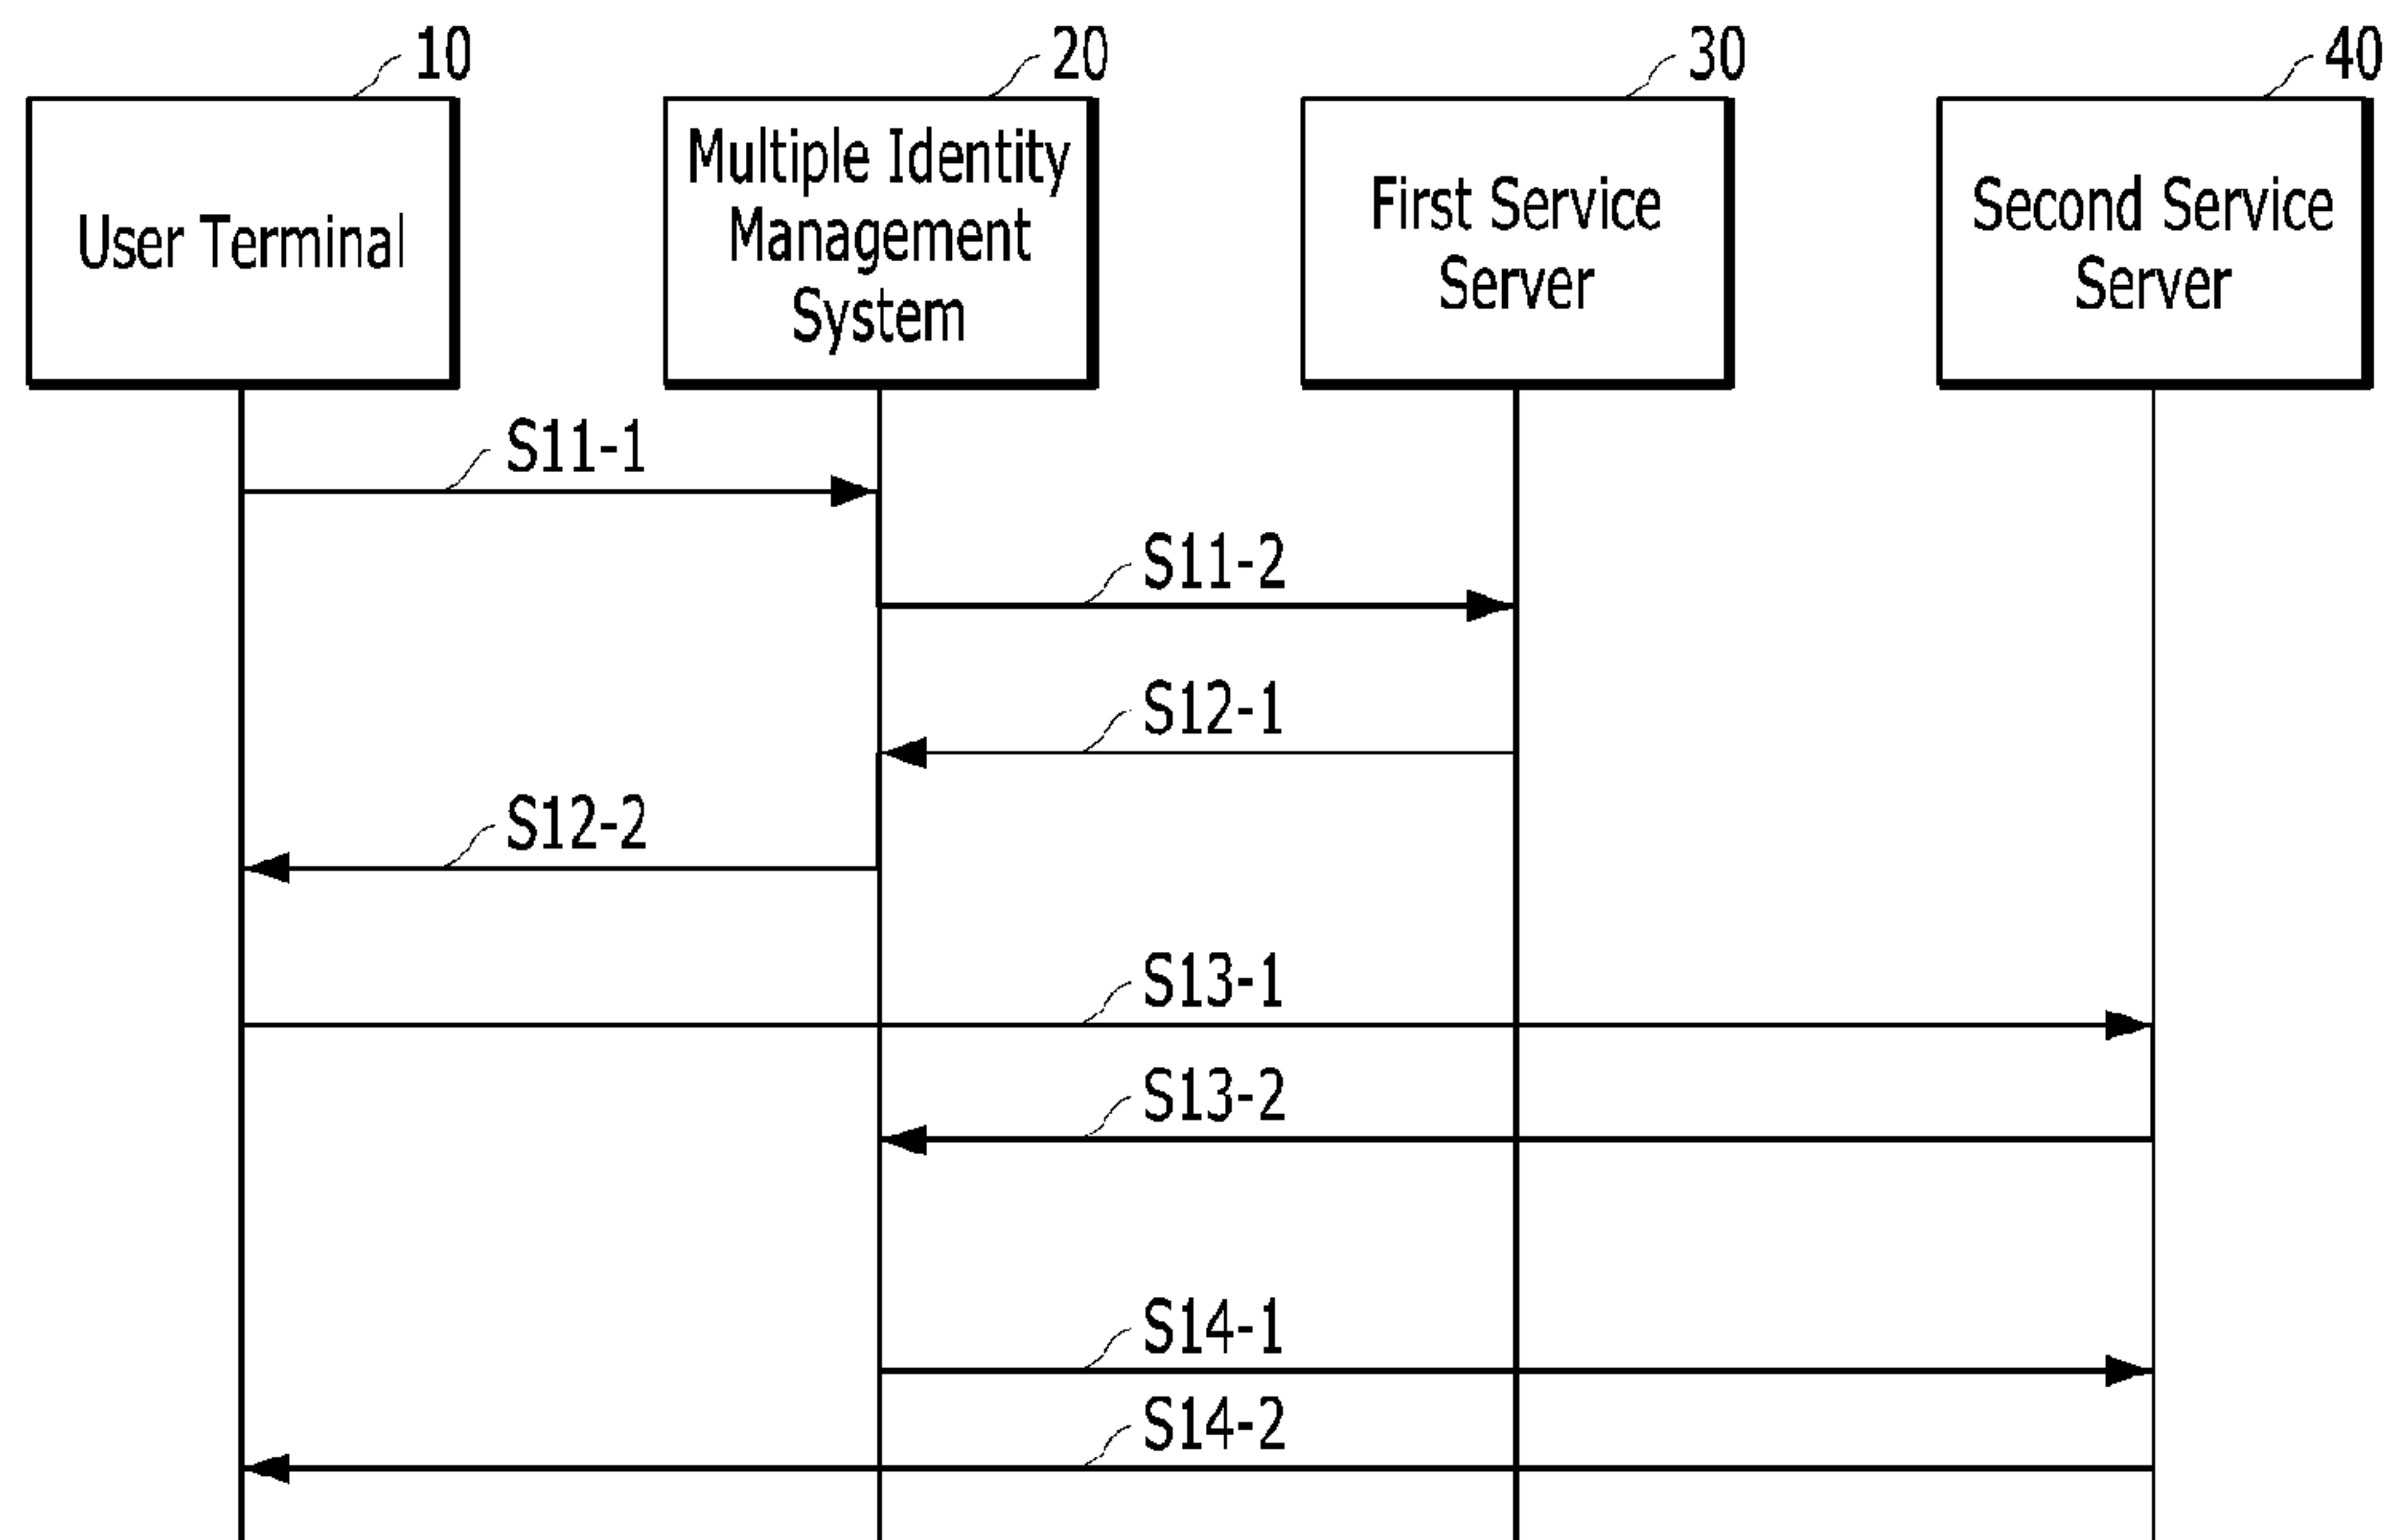 10
20
30
40
User Terminal
Multiple Identity
Management
System
First Service
Server
Second Service
Server
S11-1
S11-2
S12-1
S12-2
S13-1
S13-2
S14-1
S14-2